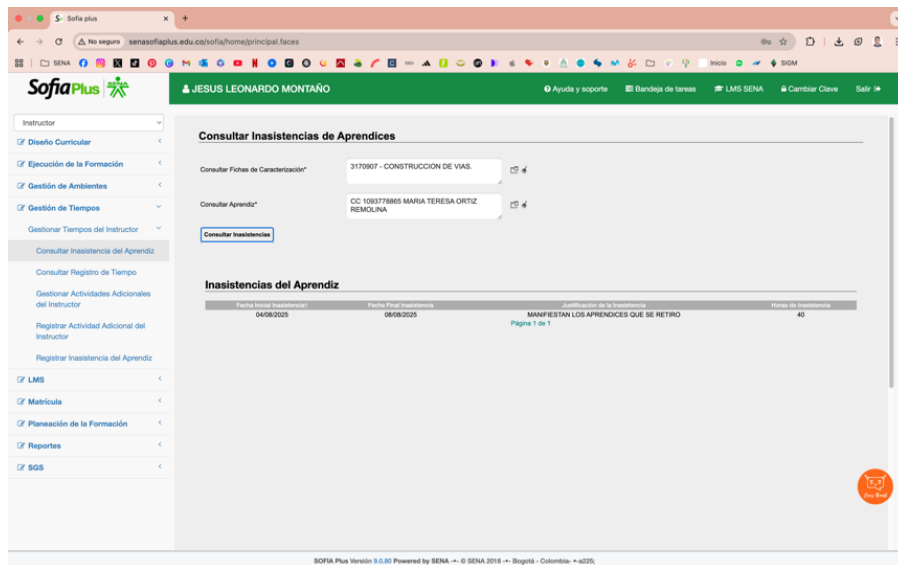 Sofia plus
No seguro senasofiaplus.edu.co/sofia/home/principal.faces
SENA
Inicio
SIGM
SofiaPlus
SENA
JESUS LEONARDO MONTAÑO
Ayuda y soporte
Bandeja de tareas
LMS SENA
Cambiar Clave
Salir
Instructor
Diseño Curricular
Ejecución de la Formación
Gestión de Ambientes
Gestión de Tiempos
Gestionar Tiempos del Instructor
Consultar Inasistencia del Aprendiz
Consultar Registro de Tiempo
Gestionar Actividades Adicionales
del Instructor
Registrar Actividad Adicional del
Instructor
Registrar Inasistencia del Aprendiz
LMS
Matrícula
Planeación de la Formación
Reportes
SGS
Consultar Inasistencias de Aprendices
Consultar Fichas de Caracterización*
3170907 - CONSTRUCCION DE VIAS.
Consultar Aprendiz*
CC 1093778865 MARIA TERESA ORTIZ
REMOLINA
Consultar Inasistencias
Inasistencias del Aprendiz
Fecha Inicial Inasistencia Fecha Final Inasistencia Justificación de la Inasistencia Horas de Inasistencia
04/08/2025 08/08/2025 MANIFIESTAN LOS APRENDICES QUE SE RETIRO 40
Página 1 de 1
SOFIA Plus Versión 9.0.80 Powered by SENA -•- © SENA 2018 -•- Bogotá - Colombia-